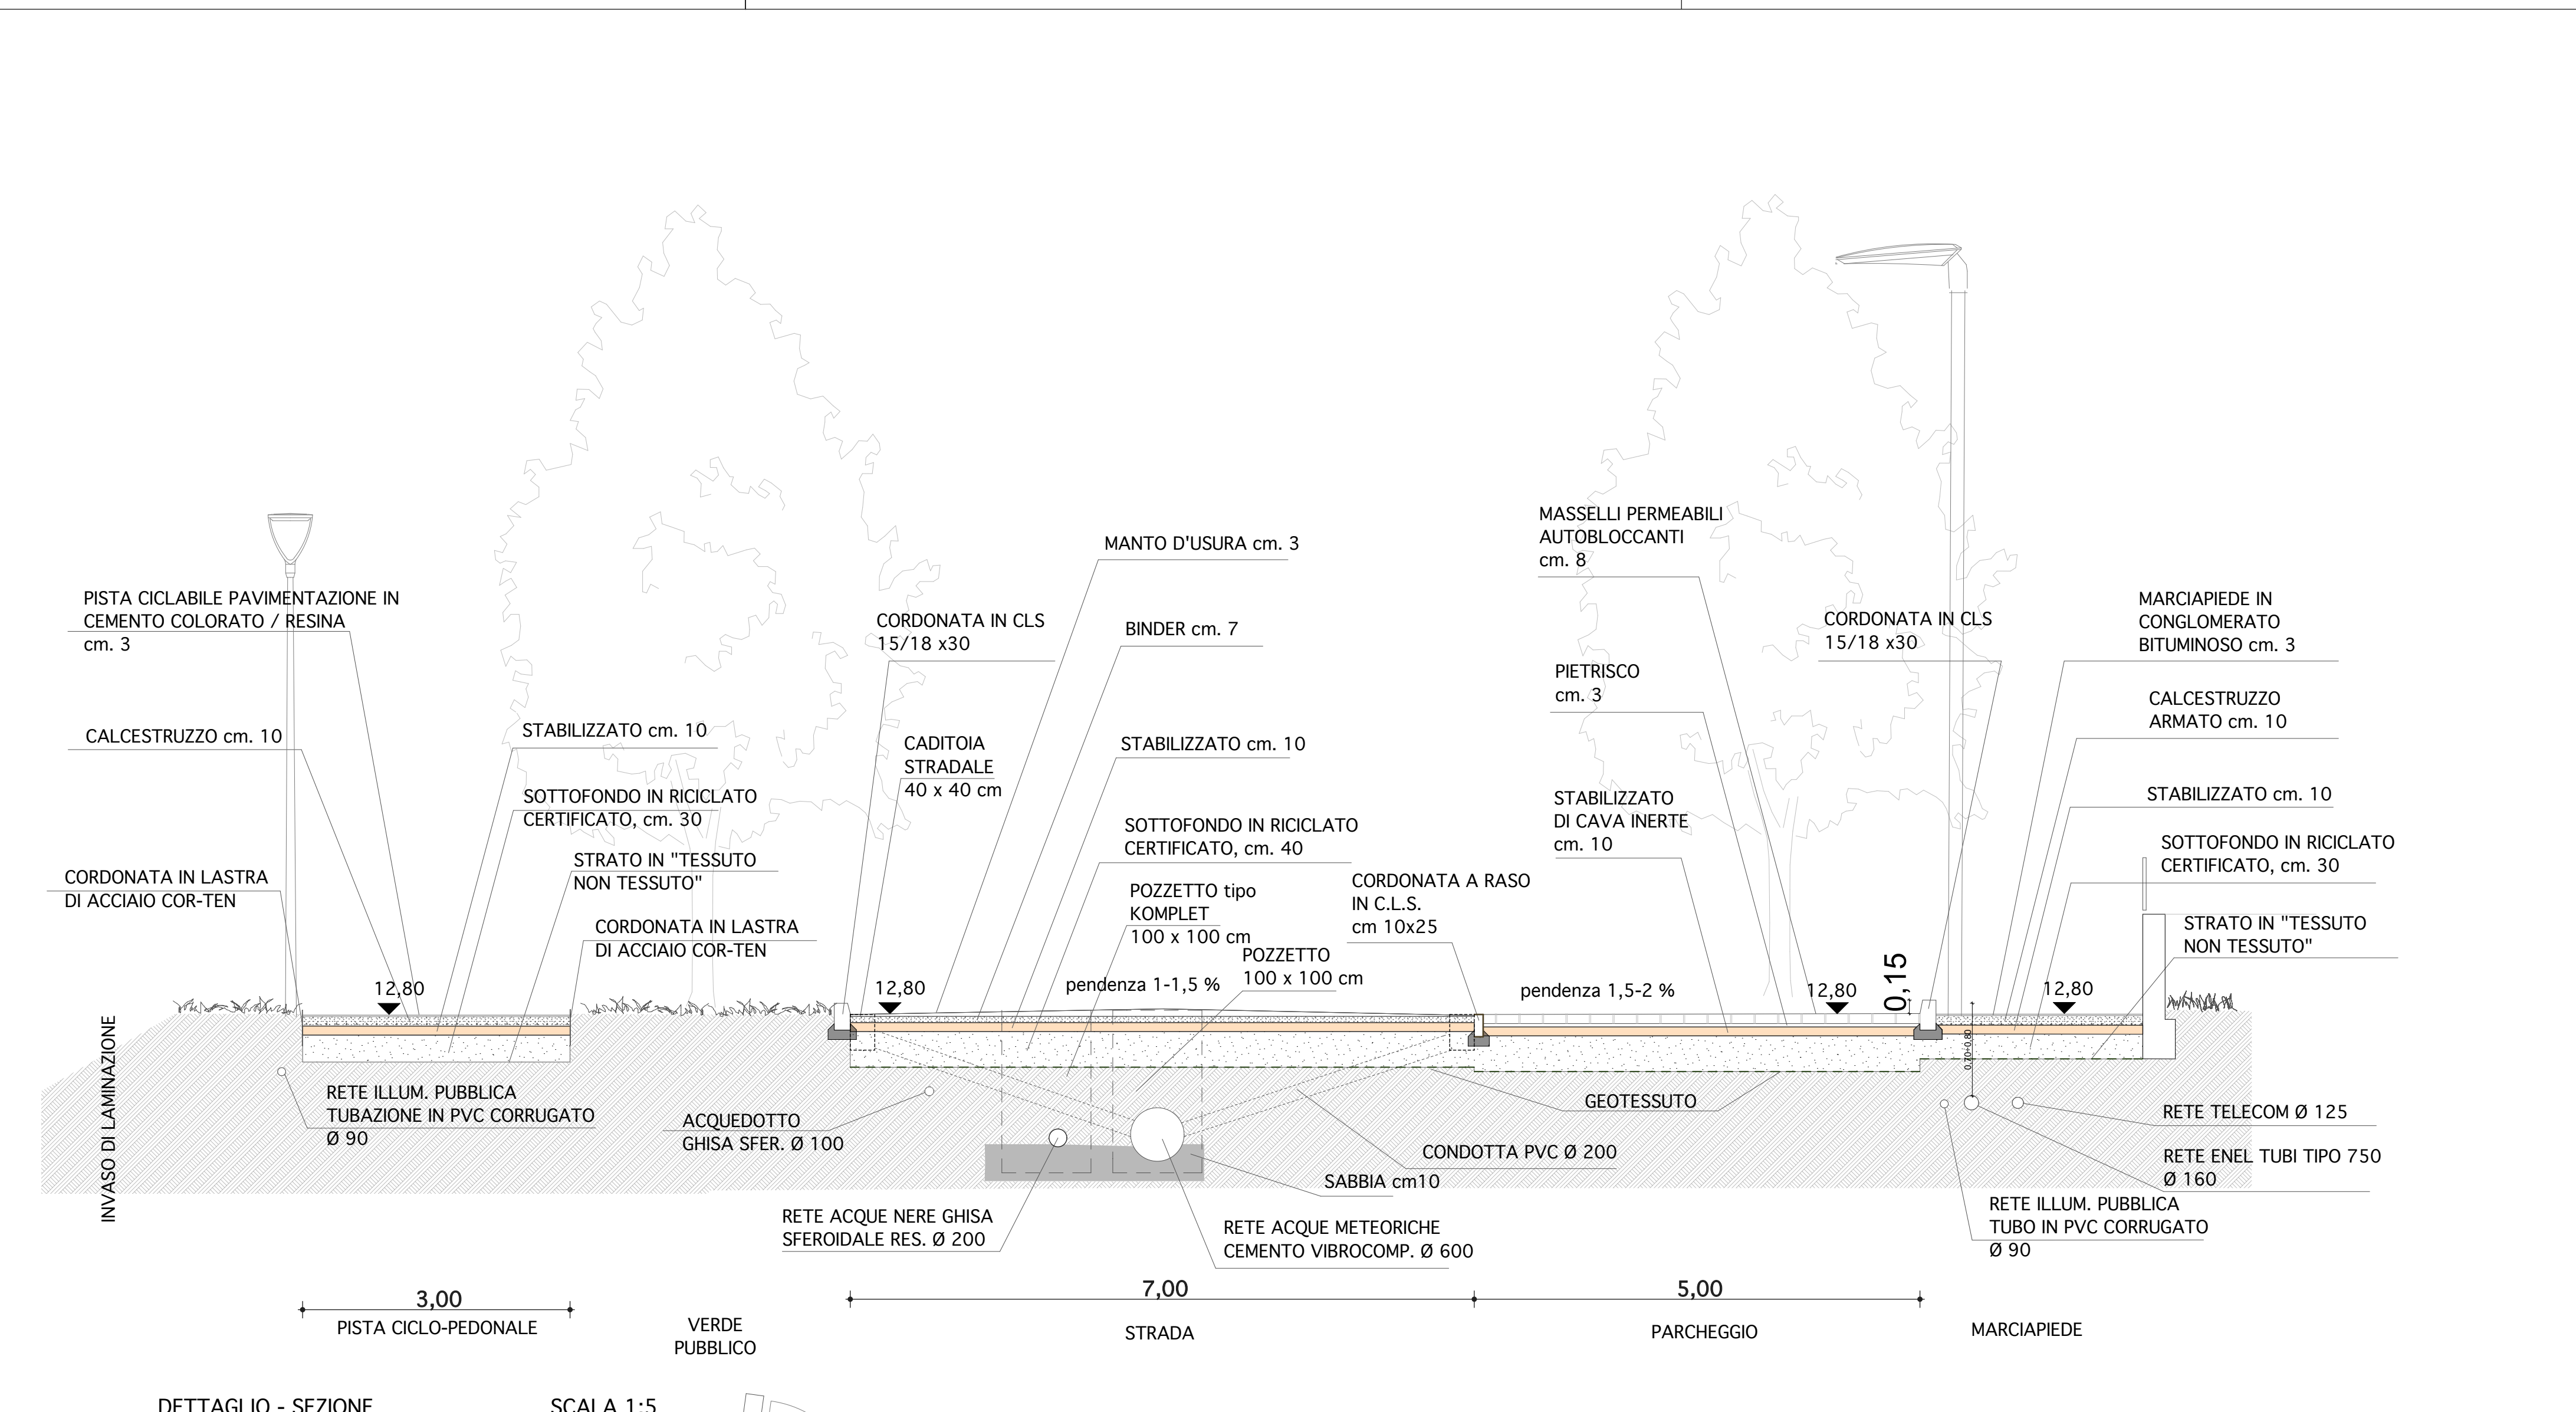 MASSELLI PERMEABILI
AUTOBLOCCANTI
cm. 8
MANTO D'USURA cm. 3
PISTA CICLABILE PAVIMENTAZIONE IN
CEMENTO COLORATO / RESINA
cm. 3
CORDONATA IN CLS
15/18 x30
BINDER cm. 7
CORDONATA IN CLS
15/18 x30
MARCIAPIEDE IN
CONGLOMERATO
BITUMINOSO cm. 3
PIETRISCO
cm. 3
CALCESTRUZZO
ARMATO cm. 10
CALCESTRUZZO cm. 10
STABILIZZATO cm. 10
CADITOIA
STRADALE
40 x 40 cm
STABILIZZATO cm. 10
STABILIZZATO
DI CAVA INERTE
cm. 10
STABILIZZATO cm. 10
SOTTOFONDO IN RICICLATO
CERTIFICATO, cm. 30
SOTTOFONDO IN RICICLATO
CERTIFICATO, cm. 40
SOTTOFONDO IN RICICLATO
CERTIFICATO, cm. 30
CORDONATA IN LASTRA
DI ACCIAIO COR-TEN
STRATO IN "TESSUTO
NON TESSUTO"
POZZETTO tipo
KOMPLET
100 x 100 cm
CORDONATA A RASO
IN C.L.S.
cm 10x25
CORDONATA IN LASTRA
DI ACCIAIO COR-TEN
STRATO IN "TESSUTO
NON TESSUTO"
POZZETTO
100 x 100 cm
12,80
12,80
pendenza 1-1,5 %
pendenza 1,5-2 %
12,80
0,15
12,80
0,70÷0,80
INVASO DI LAMINAZIONE
RETE ILLUM. PUBBLICA
TUBAZIONE IN PVC CORRUGATO
Ø 90
ACQUEDOTTO
GHISA SFER. Ø 100
GEOTESSUTO
CONDOTTA PVC Ø 200
SABBIA cm10
RETE TELECOM Ø 125
RETE ENEL TUBI TIPO 750
Ø 160
RETE ILLUM. PUBBLICA
TUBO IN PVC CORRUGATO
Ø 90
RETE ACQUE NERE GHISA
SFEROIDALE RES. Ø 200
RETE ACQUE METEORICHE
CEMENTO VIBROCOMP. Ø 600
3,00
7,00
5,00
PISTA CICLO-PEDONALE
VERDE
PUBBLICO
STRADA
PARCHEGGIO
MARCIAPIEDE
DETTAGLIO - SEZIONE
SCALA 1:5